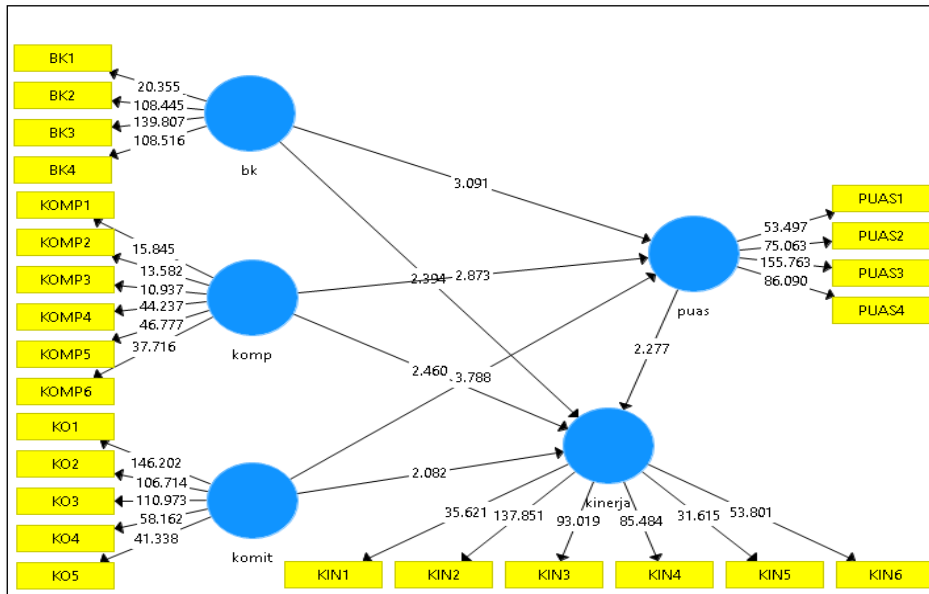 BK1
BK2
BK3
BK4
20.355
108.445
139.807
108.516
bk
KOMP1
KOMP2
KOMP3
KOMP4
KOMP5
KOMP6
15.845
13.582
10.937
44.237
46.777
37.716
komp
KO1
KO2
KO3
KO4
KO5
146.202
106.714
110.973
58.162
41.338
komit
3.091
2.394
2.873
2.460
3.788
2.082
puas
2.277
53.497
75.063
155.763
86.090
PUAS1
PUAS2
PUAS3
PUAS4
kinerja
35.621
137.851
93.019
85.484
31.615
53.801
KIN1
KIN2
KIN3
KIN4
KIN5
KIN6